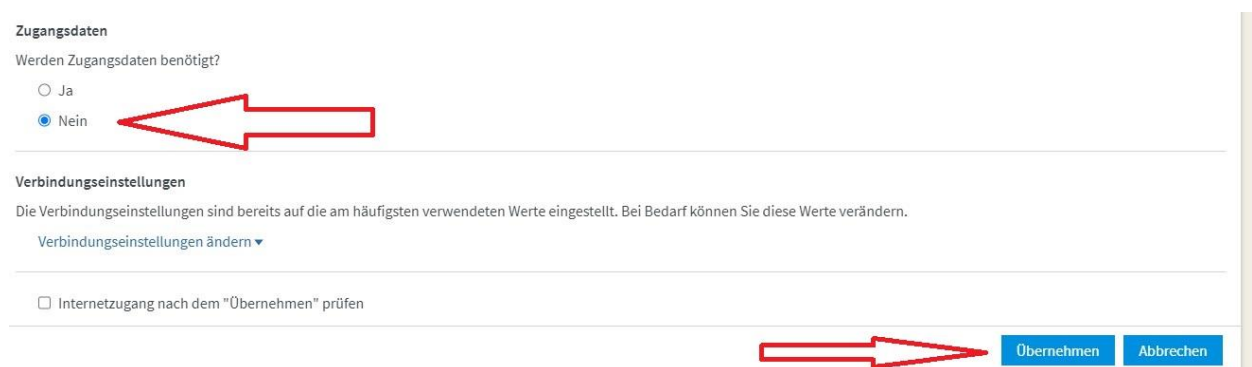 Zugangsdaten
Werden Zugangsdaten benötigt?
Ja
Nein
Verbindungseinstellungen
Die Verbindungseinstellungen sind bereits auf die am häufigsten verwendeten Werte eingestellt. Bei Bedarf können Sie diese Werte verändern.
Verbindungseinstellungen ändern
Internetzugang nach dem "Übernehmen" prüfen
Übernehmen Abbrechen